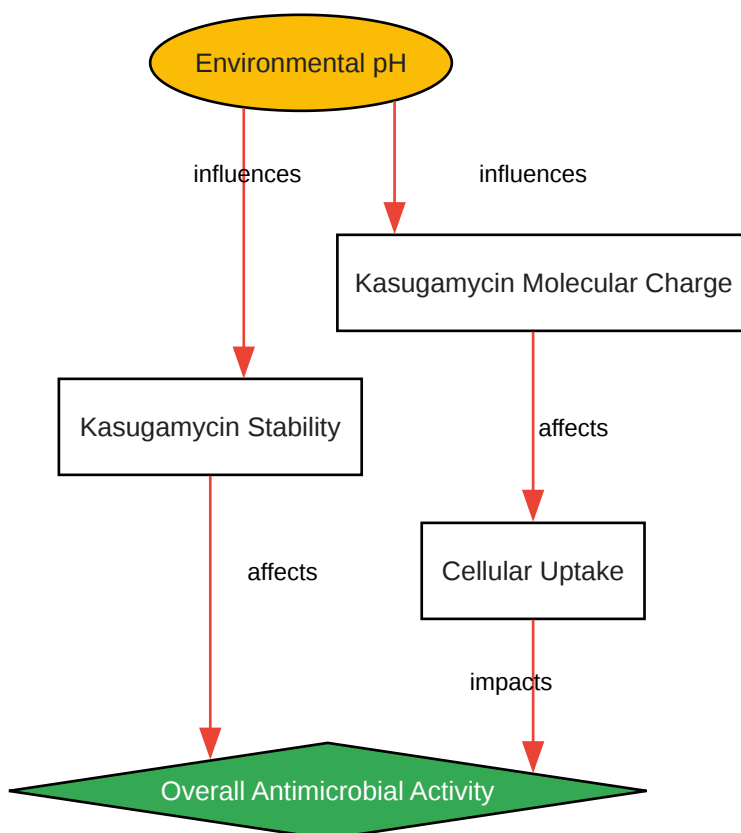 Environmental pH
influences
influences
Kasugamycin Molecular Charge
Kasugamycin Stability
affects
Cellular Uptake
affects
impacts
Overall Antimicrobial Activity